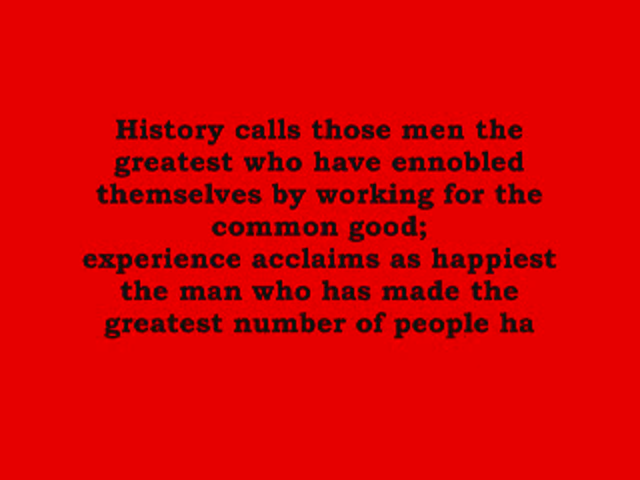 History calls those men the
greatest who have ennobled
themselves by working for the
common good;
experience acclaims as happiest
the man who has made the
greatest number of people ha